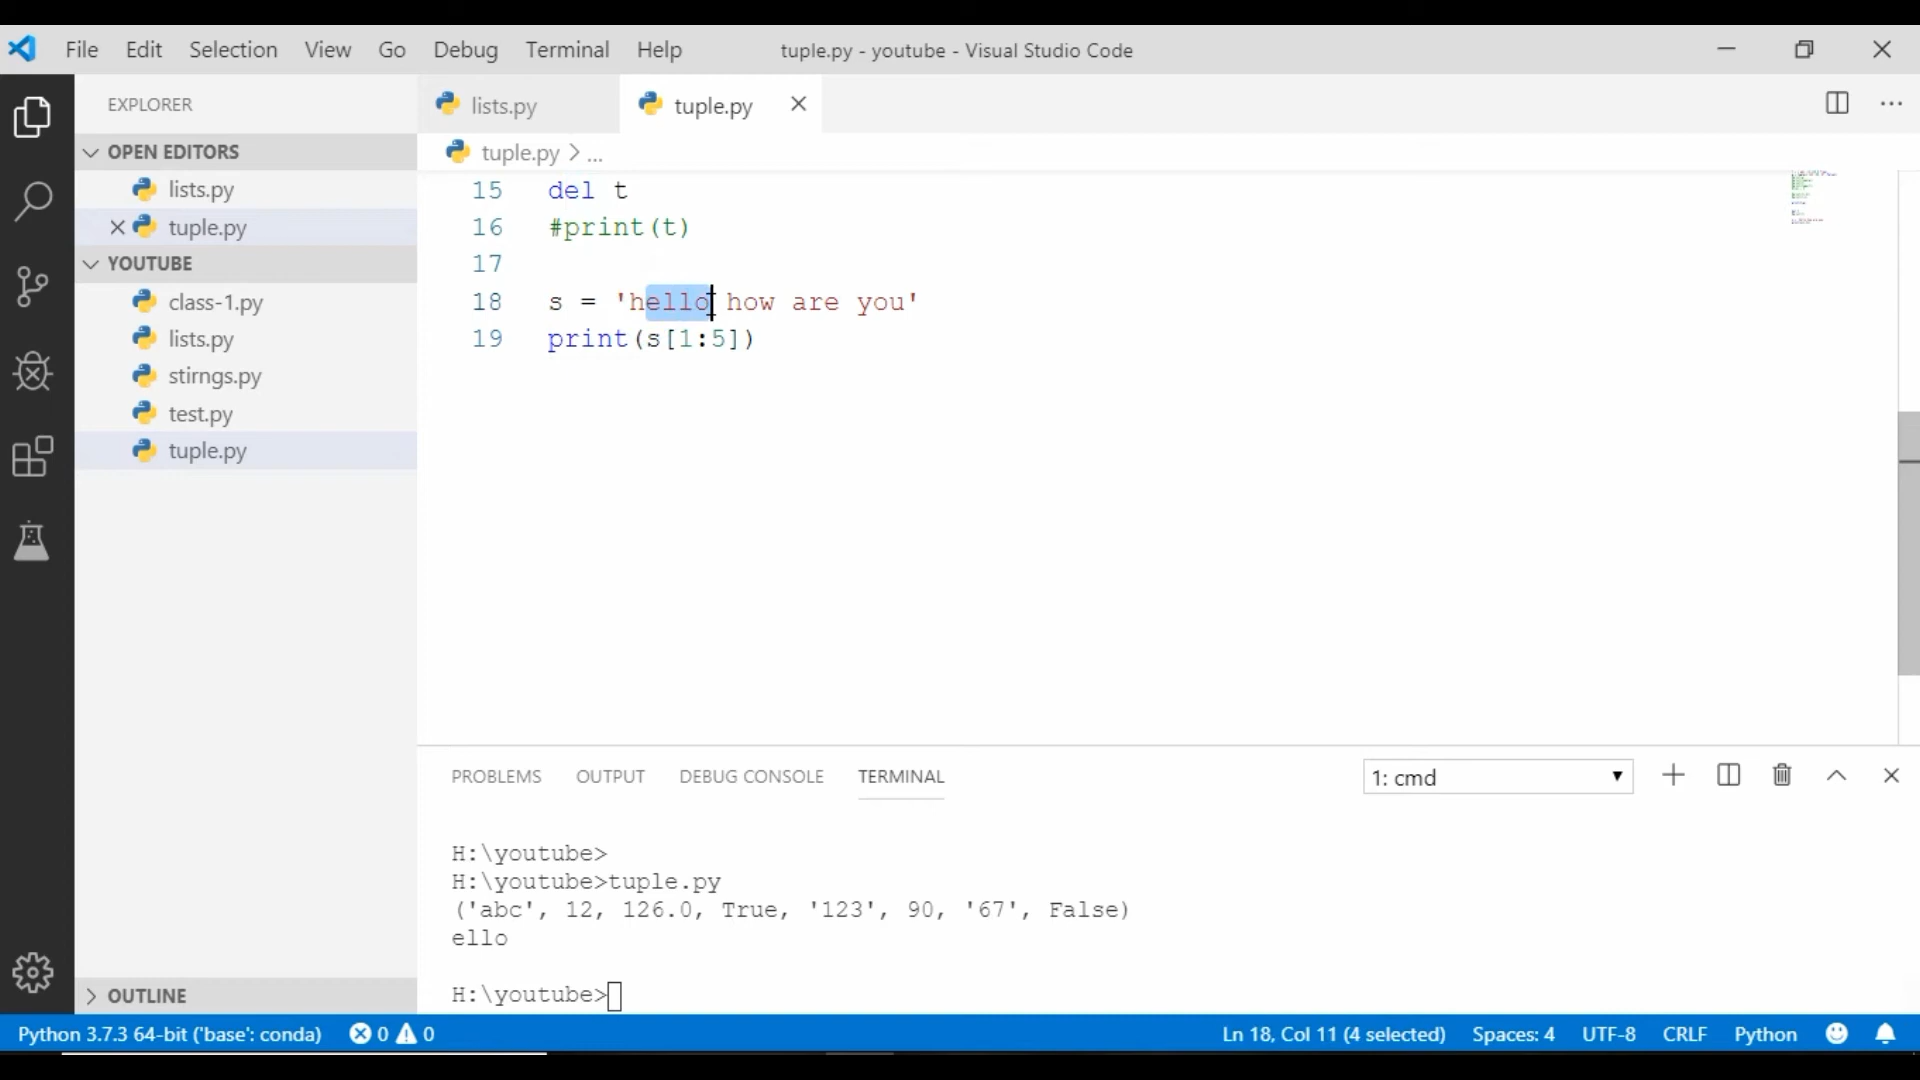 File Edit Selection View Go Debug Terminal Help tuple.py - youtube - Visual Studio Code
EXPLORER
OPEN EDITORS
lists.py
tuple.py
YOUTUBE
class-1.py
lists.py
stirngs.py
test.py
tuple.py
OUTLINE
lists.py tuple.py
tuple.py > ...
15 del t
16 #print(t)
17
18 s = 'hello how are you'
19 print(s[1:5])
PROBLEMS OUTPUT DEBUG CONSOLE TERMINAL 1: cmd
H:\youtube>
H:\youtube>tuple.py
('abc', 12, 126.0, True, '123', 90, '67', False)
ello
H:\youtube>
Python 3.7.3 64-bit ('base': conda) 0 0 Ln 18, Col 11 (4 selected) Spaces: 4 UTF-8 CRLF Python